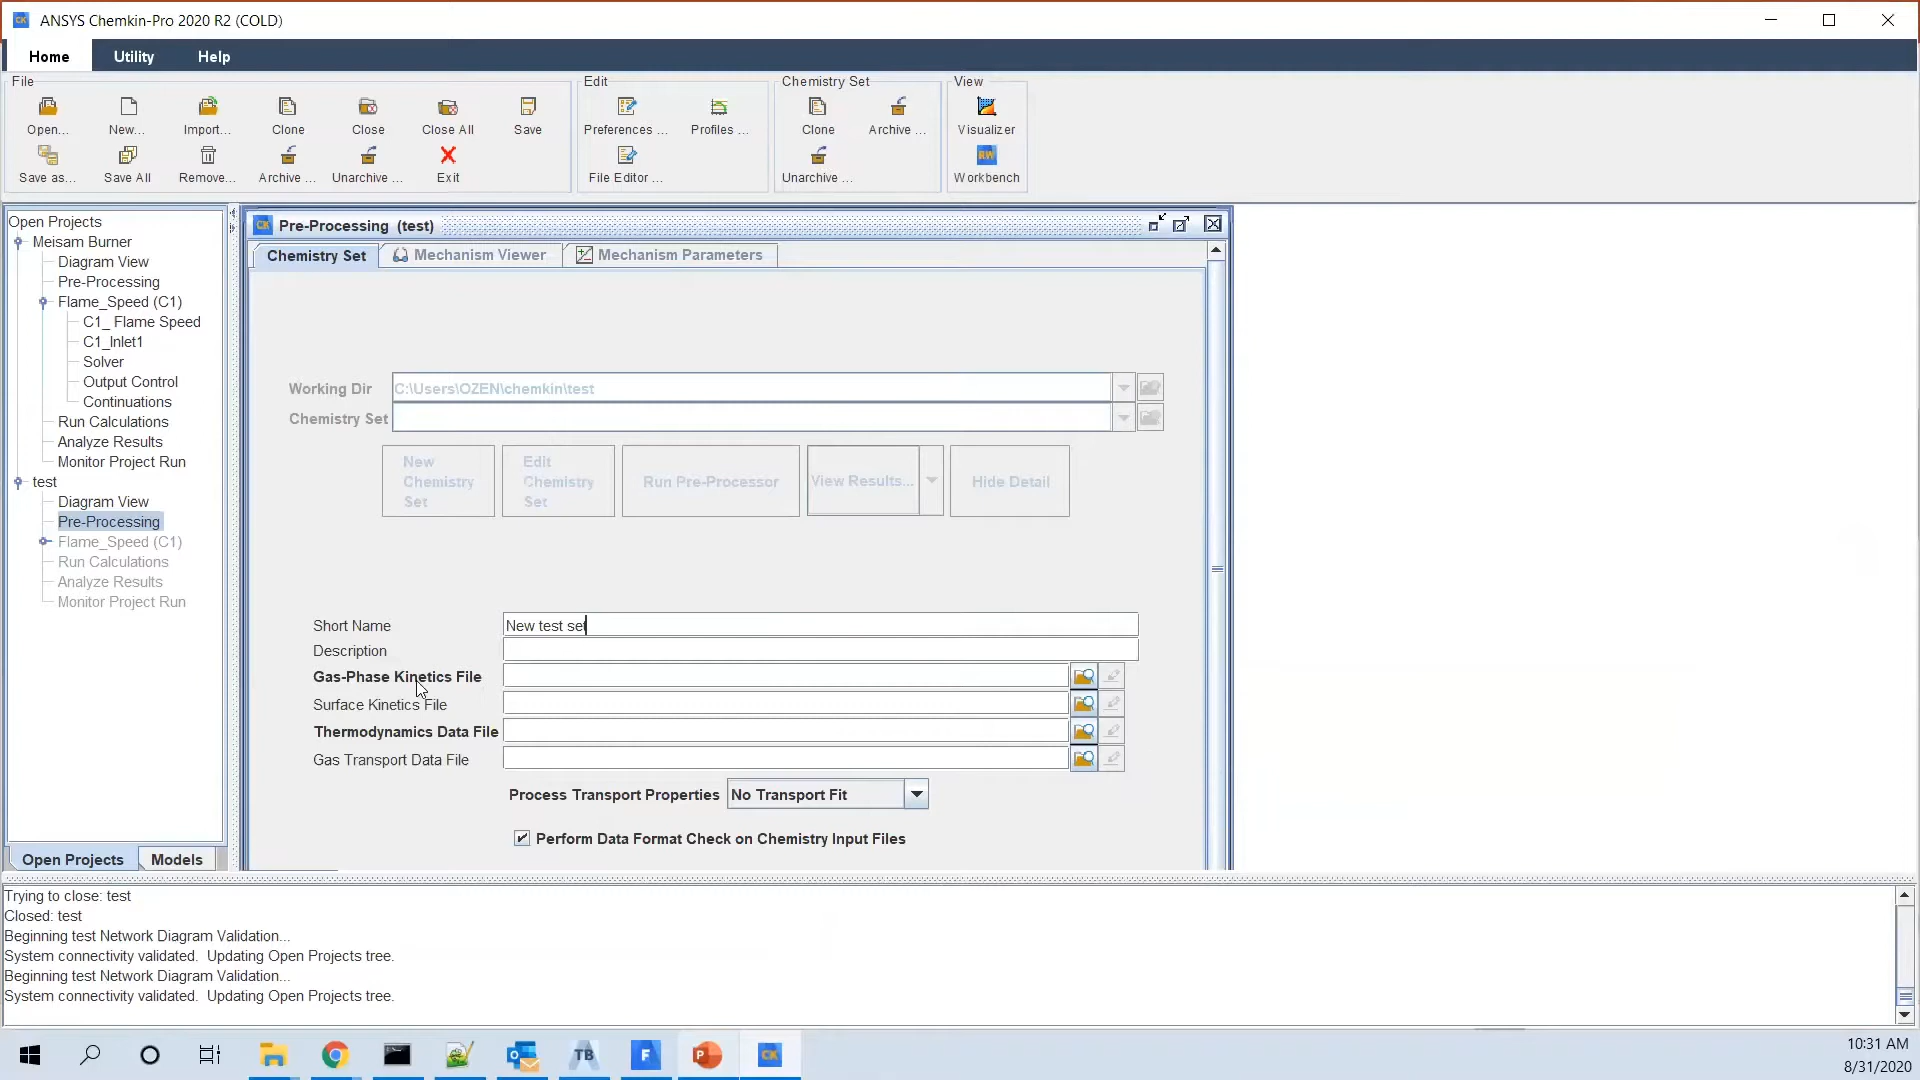 ANSYS Chemkin-Pro 2020 R2 (COLD)
Home Utility Help
File Edit Chemistry Set View
Open... New... Import... Clone Close Close All Save Preferences ... Profiles ... Clone Archive ... Visualizer
Save as... Save All Remove... Archive ... Unarchive ... Exit File Editor ... Unarchive ... Workbench
Open Projects
Meisam Burner
Diagram View
Pre-Processing
Flame_Speed (C1)
C1_ Flame Speed
C1_Inlet1
Solver
Output Control
Continuations
Run Calculations
Analyze Results
Monitor Project Run
test
Diagram View
Pre-Processing
Flame_Speed (C1)
Run Calculations
Analyze Results
Monitor Project Run
Open Projects Models
Pre-Processing (test)
Chemistry Set Mechanism Viewer Mechanism Parameters
Working Dir C:\Users\OZEN\chemkin\test
Chemistry Set
New Chemistry Set
Edit Chemistry Set
Run Pre-Processor
View Results...
Hide Detail
Short Name New test set
Description
Gas-Phase Kinetics File
Surface Kinetics File
Thermodynamics Data File
Gas Transport Data File
Process Transport Properties No Transport Fit
Perform Data Format Check on Chemistry Input Files
Trying to close: test
Closed: test
Beginning test Network Diagram Validation...
System connectivity validated. Updating Open Projects tree.
Beginning test Network Diagram Validation...
System connectivity validated. Updating Open Projects tree.
TB F P CK
10:31 AM
8/31/2020